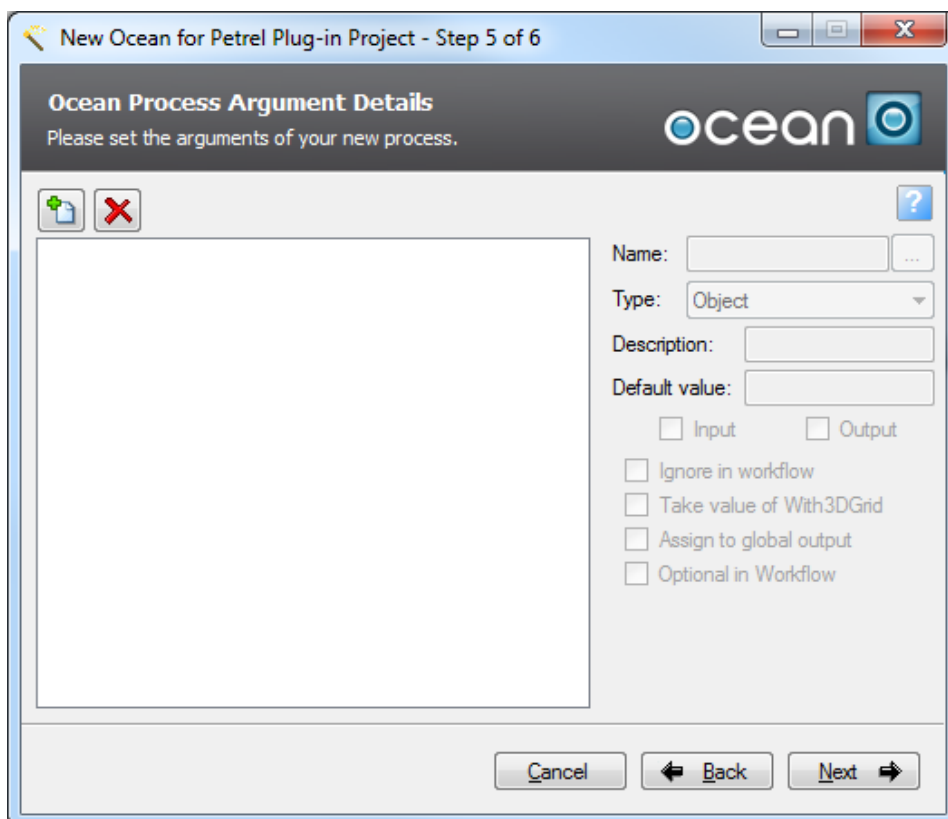 New Ocean for Petrel Plug-in Project - Step 5 of 6
Ocean Process Argument Details
Please set the arguments of your new process.
ocean
?
Name:
...
Type:
Object
Description:
Default value:
Input
Output
Ignore in workflow
Take value of With3DGrid
Assign to global output
Optional in Workflow
Cancel
Back
Next